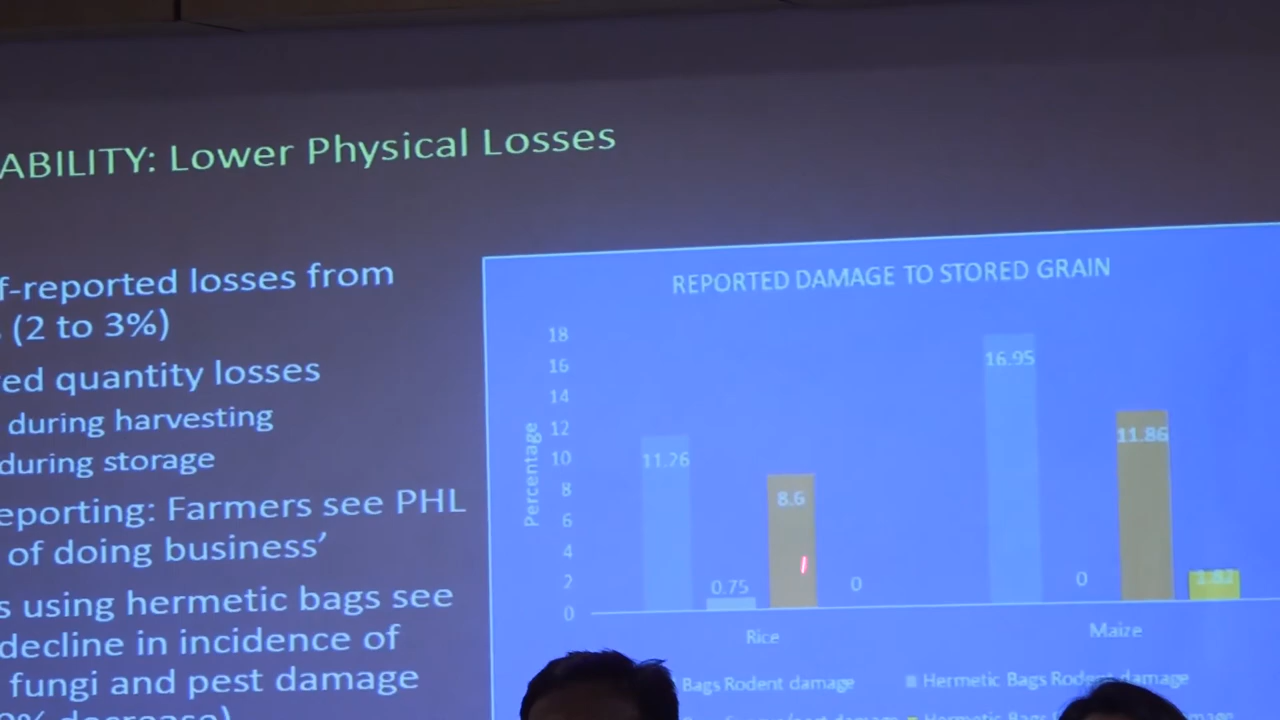 ABILITY: Lower Physical Losses
f-reported losses from
(2 to 3%)
ed quantity losses
during harvesting
during storage
eporting: Farmers see PHL
of doing business’
s using hermetic bags see
decline in incidence of
fungi and pest damage
REPORTED DAMAGE TO STORED GRAIN
Percentage
18
16
14
12
10
8
6
4
2
0
11.26
0.75
8.6
0
16.95
0
11.86
Rice
Maize
Bags Rodent damage
Hermetic Bags Rodent damage
Hermetic Bags